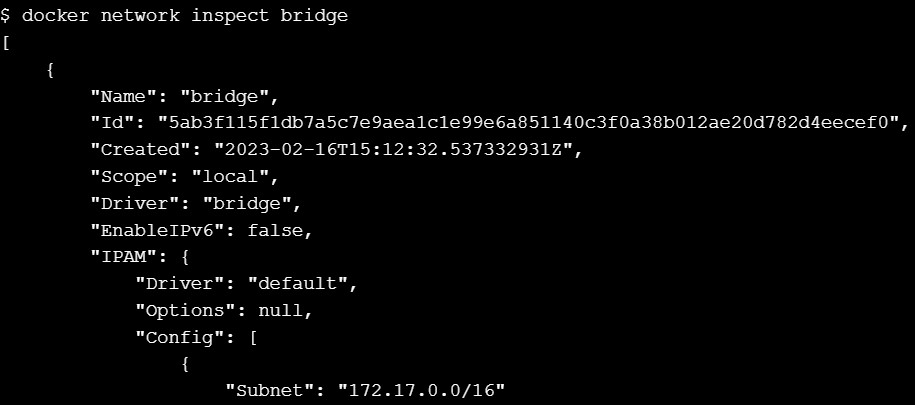 $ docker network inspect bridge
[
    {
        "Name": "bridge",
        "Id": "5ab3f115f1db7a5c7e9aea1c1e99e6a851140c3f0a38b012ae20d782d4eecef0",
        "Created": "2023-02-16T15:12:32.537332931Z",
        "Scope": "local",
        "Driver": "bridge",
        "EnableIPv6": false,
        "IPAM": {
            "Driver": "default",
            "Options": null,
            "Config": [
                {
                    "Subnet": "172.17.0.0/16"